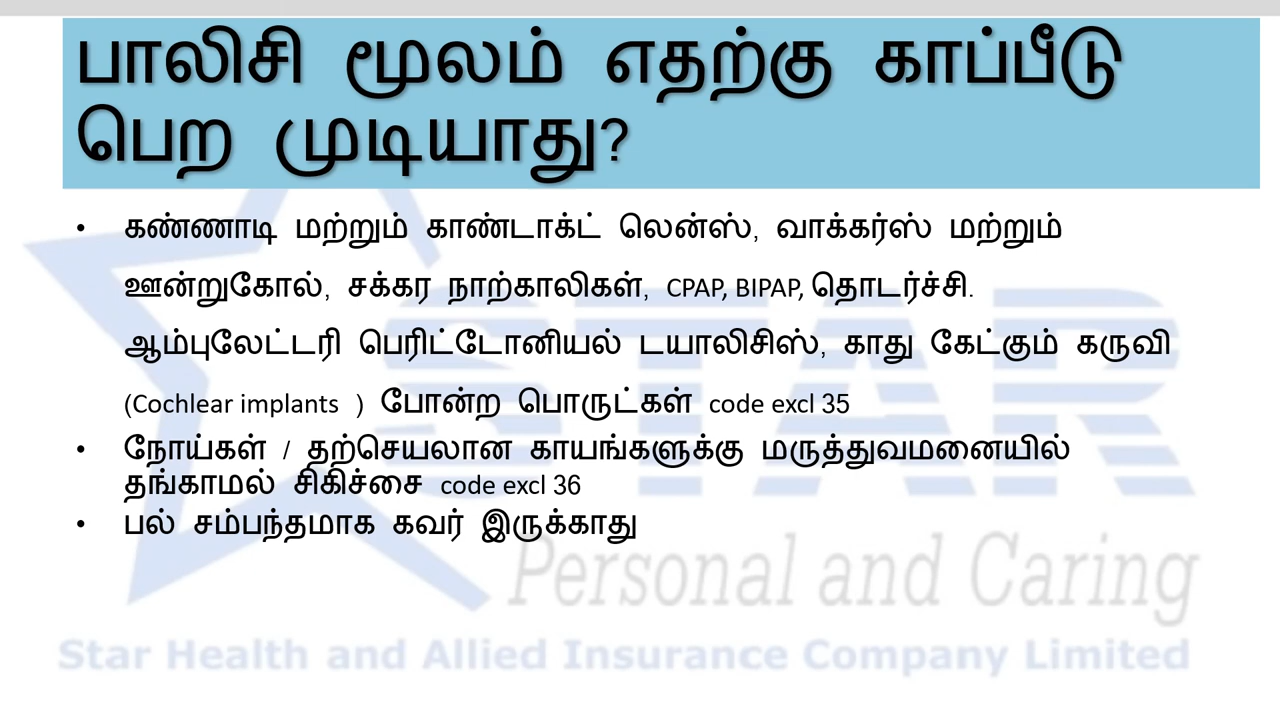 பாலிசி மூலம் எதற்கு காப்பீடு
பெற முடியாது?
• கண்ணாடி மற்றும் காண்டாக்ட் லென்ஸ், வாக்கர்ஸ் மற்றும்
ஊன்றுகோல், சக்கர நாற்காலிகள், CPAP, BIPAP, தொடர்ச்சி.
ஆம்புலேட்டரி பெரிட்டோனியல் டயாலிசிஸ், காது கேட்கும் கருவி
(Cochlear implants ) போன்ற பொருட்கள் code excl 35
• நோய்கள் / தற்செயலான காயங்களுக்கு மருத்துவமனையில்
தங்காமல் சிகிச்சை code excl 36
• பல் சம்பந்தமாக கவர் இருக்காது
STAR
Personal and Caring
Star Health and Allied Insurance Company Limited